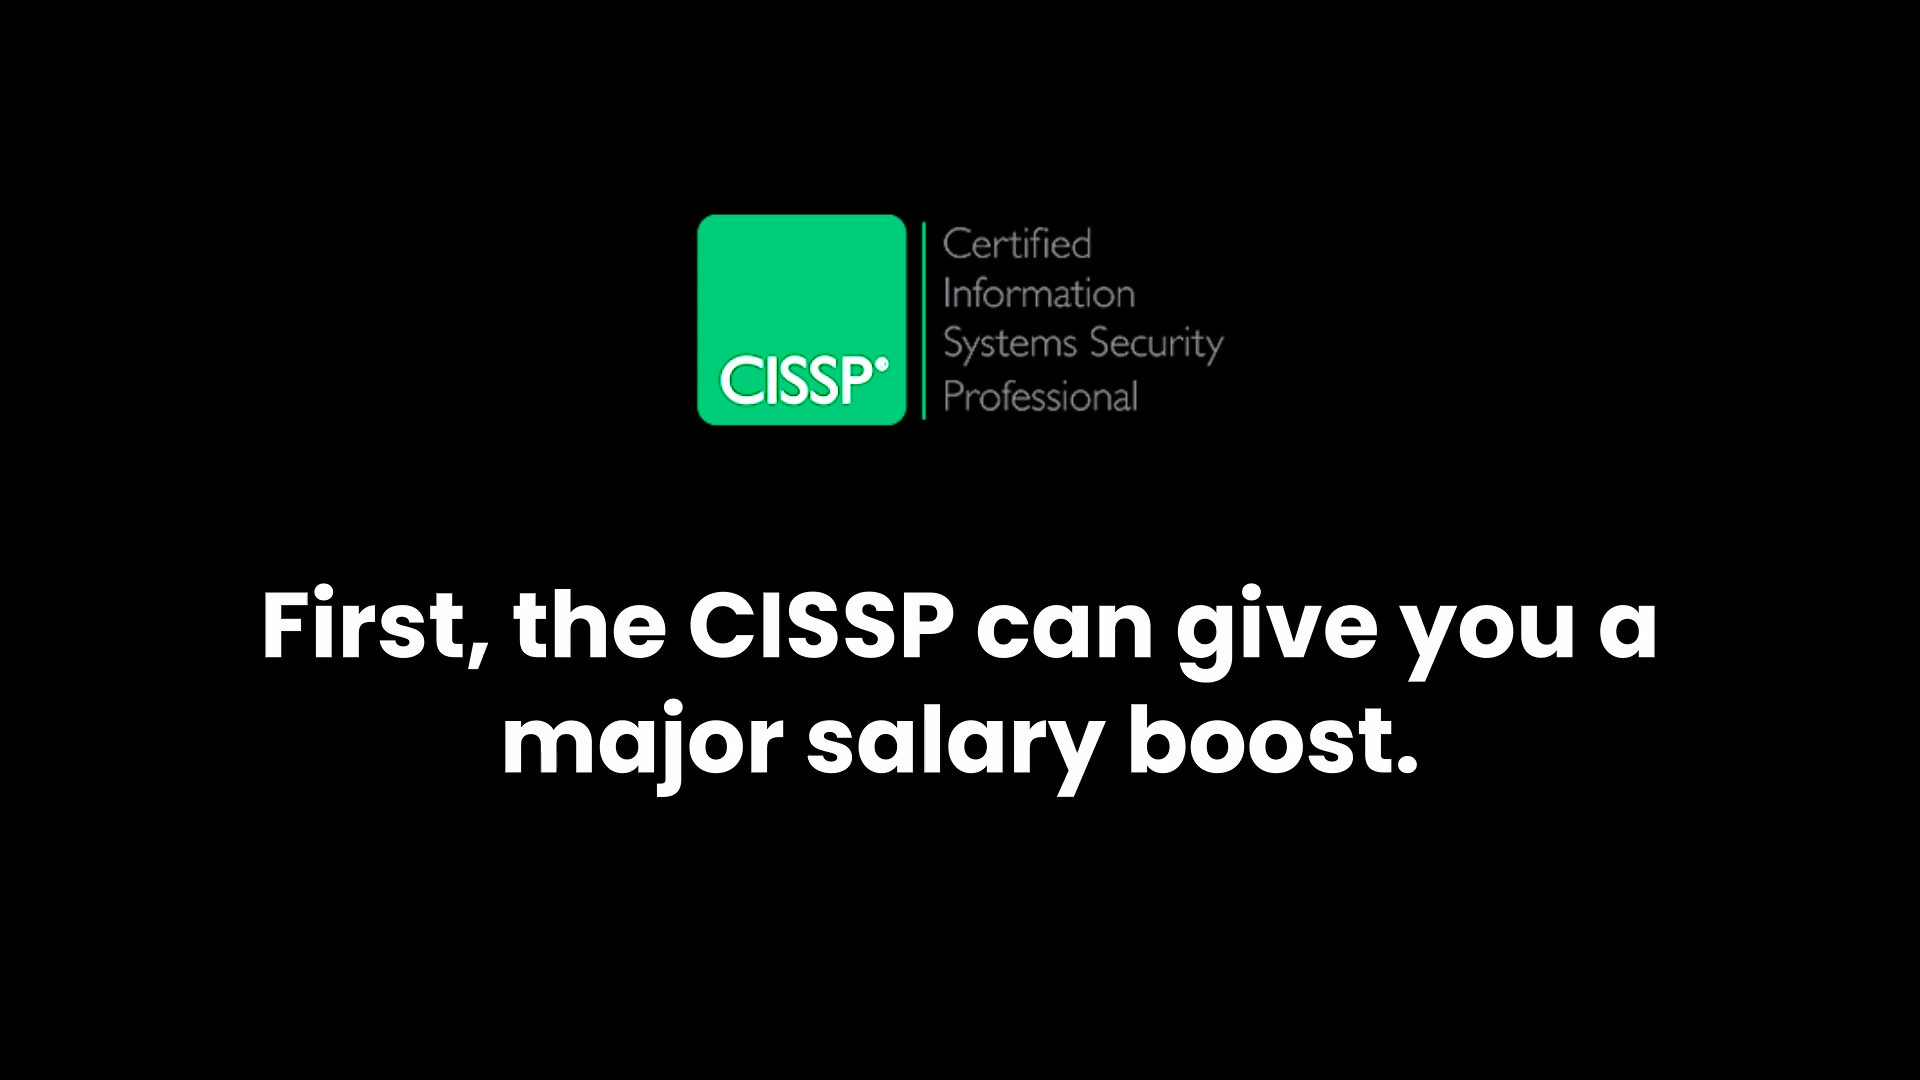 CISSP®
Certified
Information
Systems Security
Professional
First, the CISSP can give you a
major salary boost.